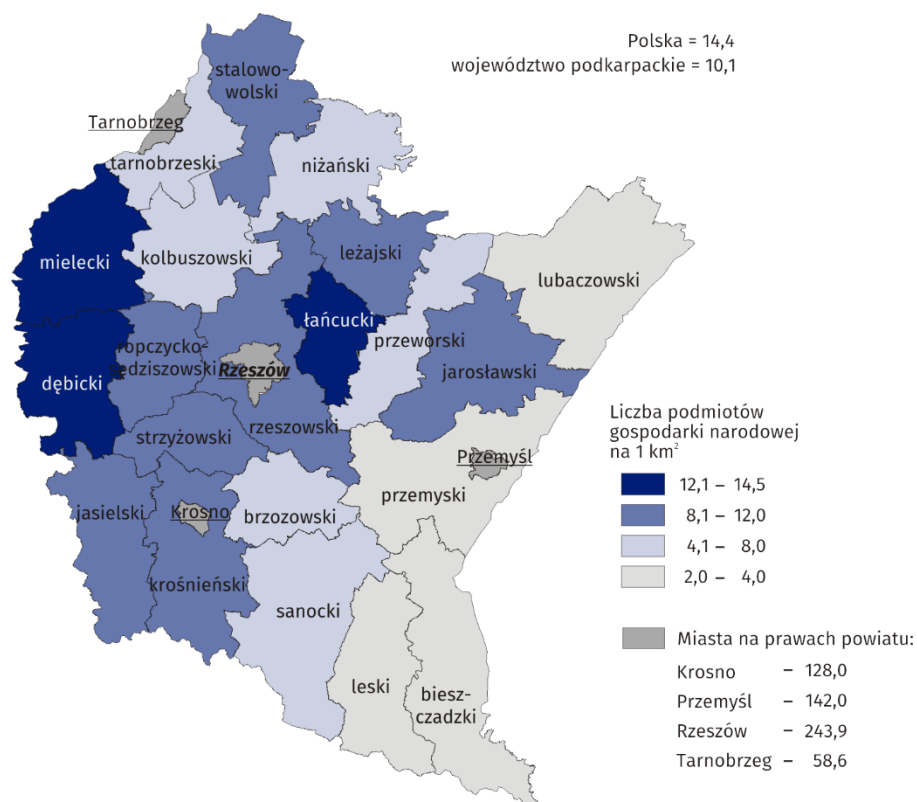 Polska = 14,4
województwo podkarpackie = 10,1
stalowo-
wolski
Tarnobrzeg
tarnobrzeski
niżański
mielecki
kolbuszowski
leżajski
lubaczowski
łańcucki
przeworski
ropczycko-
sędziszowski
Rzeszów
jarosławski
dębicki
rzeszowski
strzyżowski
Przemyśl
przemyski
jasielski
Krosno
brzozowski
krośnieński
sanocki
leski
biesz-
czadzki
Liczba podmiotów
gospodarki narodowej
na 1 km²
12,1 – 14,5
8,1 – 12,0
4,1 – 8,0
2,0 – 4,0
Miasta na prawach powiatu:
Krosno – 128,0
Przemyśl – 142,0
Rzeszów – 243,9
Tarnobrzeg – 58,6